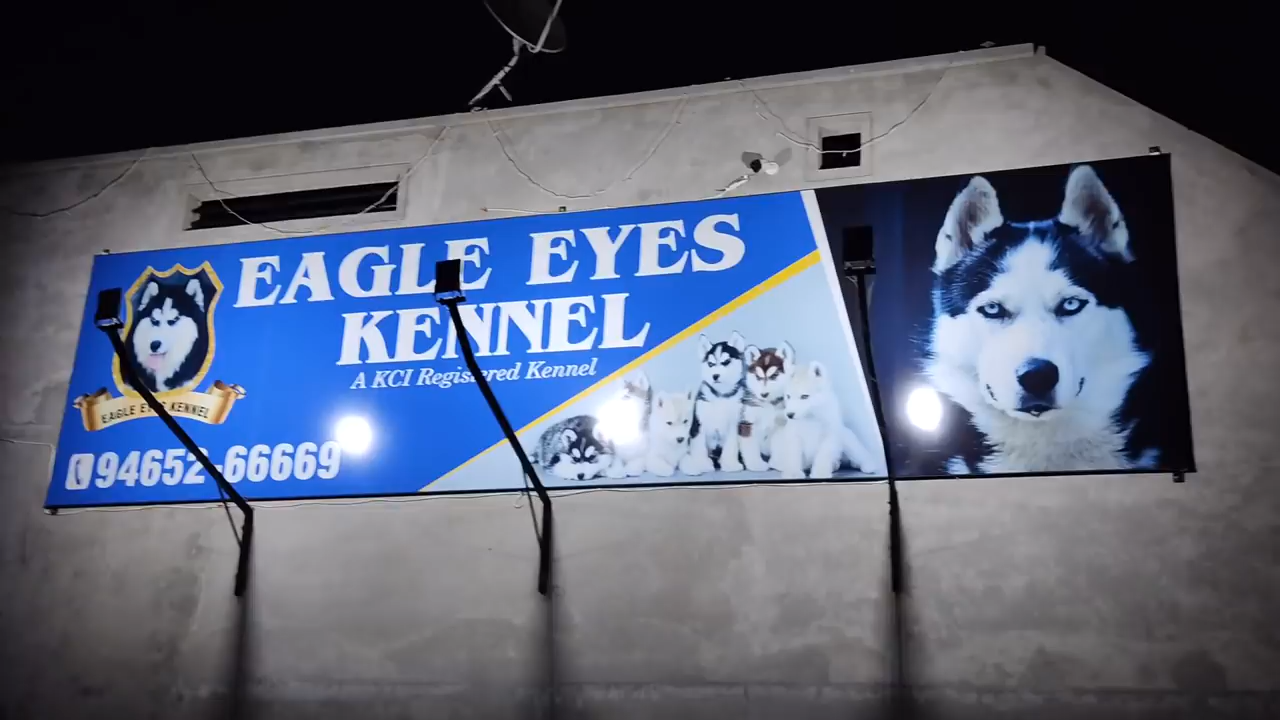 EAGLE EYES
KENNEL
A KCI Registered Kennel
EAGLE EYES KENNEL
94652-66669